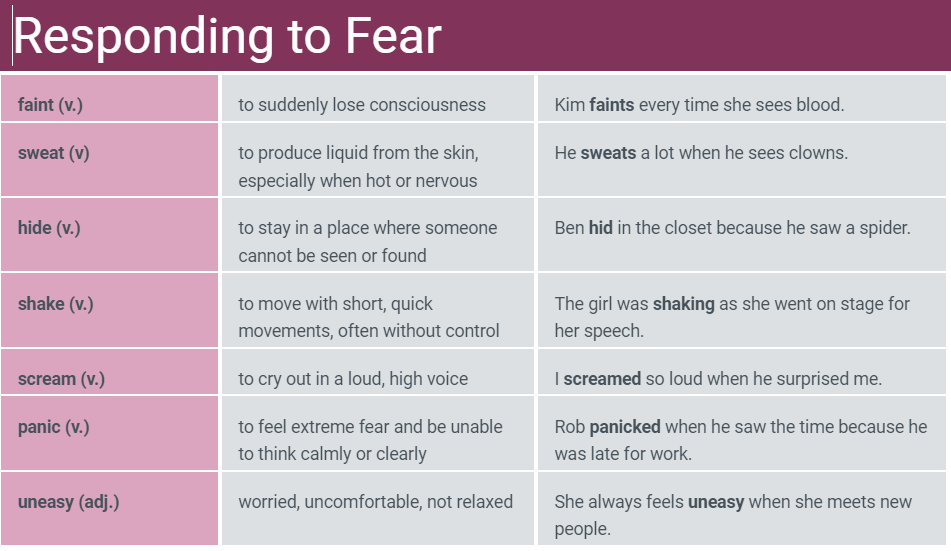 Responding to Fear
faint (v.)
to suddenly lose consciousness
Kim faints every time she sees blood.
sweat (v)
to produce liquid from the skin,
especially when hot or nervous
He sweats a lot when he sees clowns.
hide (v.)
to stay in a place where someone
cannot be seen or found
Ben hid in the closet because he saw a spider.
shake (v.)
to move with short, quick
movements, often without control
The girl was shaking as she went on stage for
her speech.
scream (v.)
to cry out in a loud, high voice
I screamed so loud when he surprised me.
panic (v.)
to feel extreme fear and be unable
to think calmly or clearly
Rob panicked when he saw the time because he
was late for work.
uneasy (adj.)
worried, uncomfortable, not relaxed
She always feels uneasy when she meets new
people.